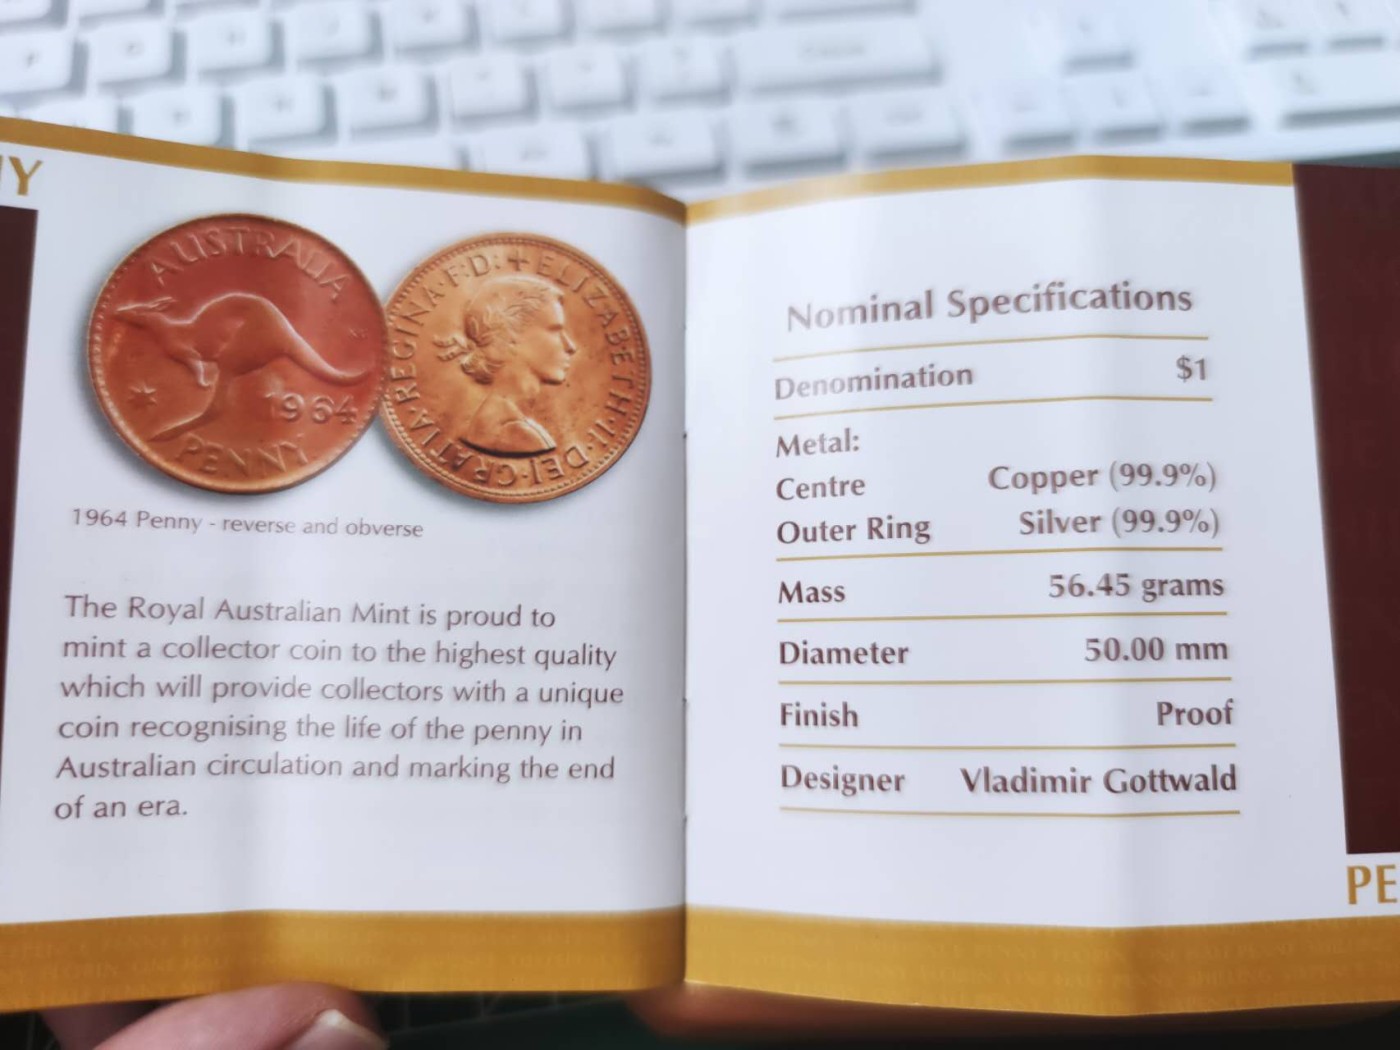 AUSTRALIA
1964
PENNY
ELIZABETH·II·DEI·GRATIA·REGINA·F:D:+
1964 Penny - reverse and obverse
The Royal Australian Mint is proud to
mint a collector coin to the highest quality
which will provide collectors with a unique
coin recognising the life of the penny in
Australian circulation and marking the end
of an era.
Nominal Specifications
Denomination $1
Metal:
Centre Copper (99.9%)
Outer Ring Silver (99.9%)
Mass 56.45 grams
Diameter 50.00 mm
Finish Proof
Designer Vladimir Gottwald